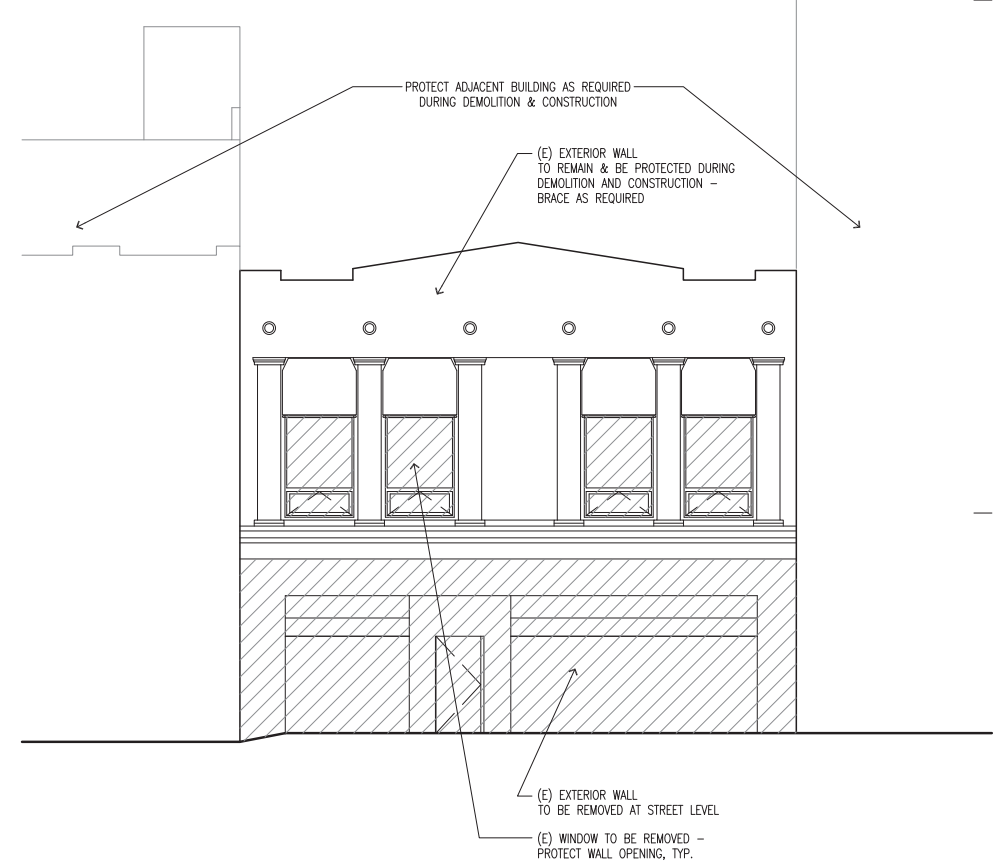 PROTECT ADJACENT BUILDING AS REQUIRED
DURING DEMOLITION & CONSTRUCTION
(E) EXTERIOR WALL
TO REMAIN & BE PROTECTED DURING
DEMOLITION AND CONSTRUCTION –
BRACE AS REQUIRED
(E) EXTERIOR WALL
TO BE REMOVED AT STREET LEVEL
(E) WINDOW TO BE REMOVED –
PROTECT WALL OPENING, TYP.